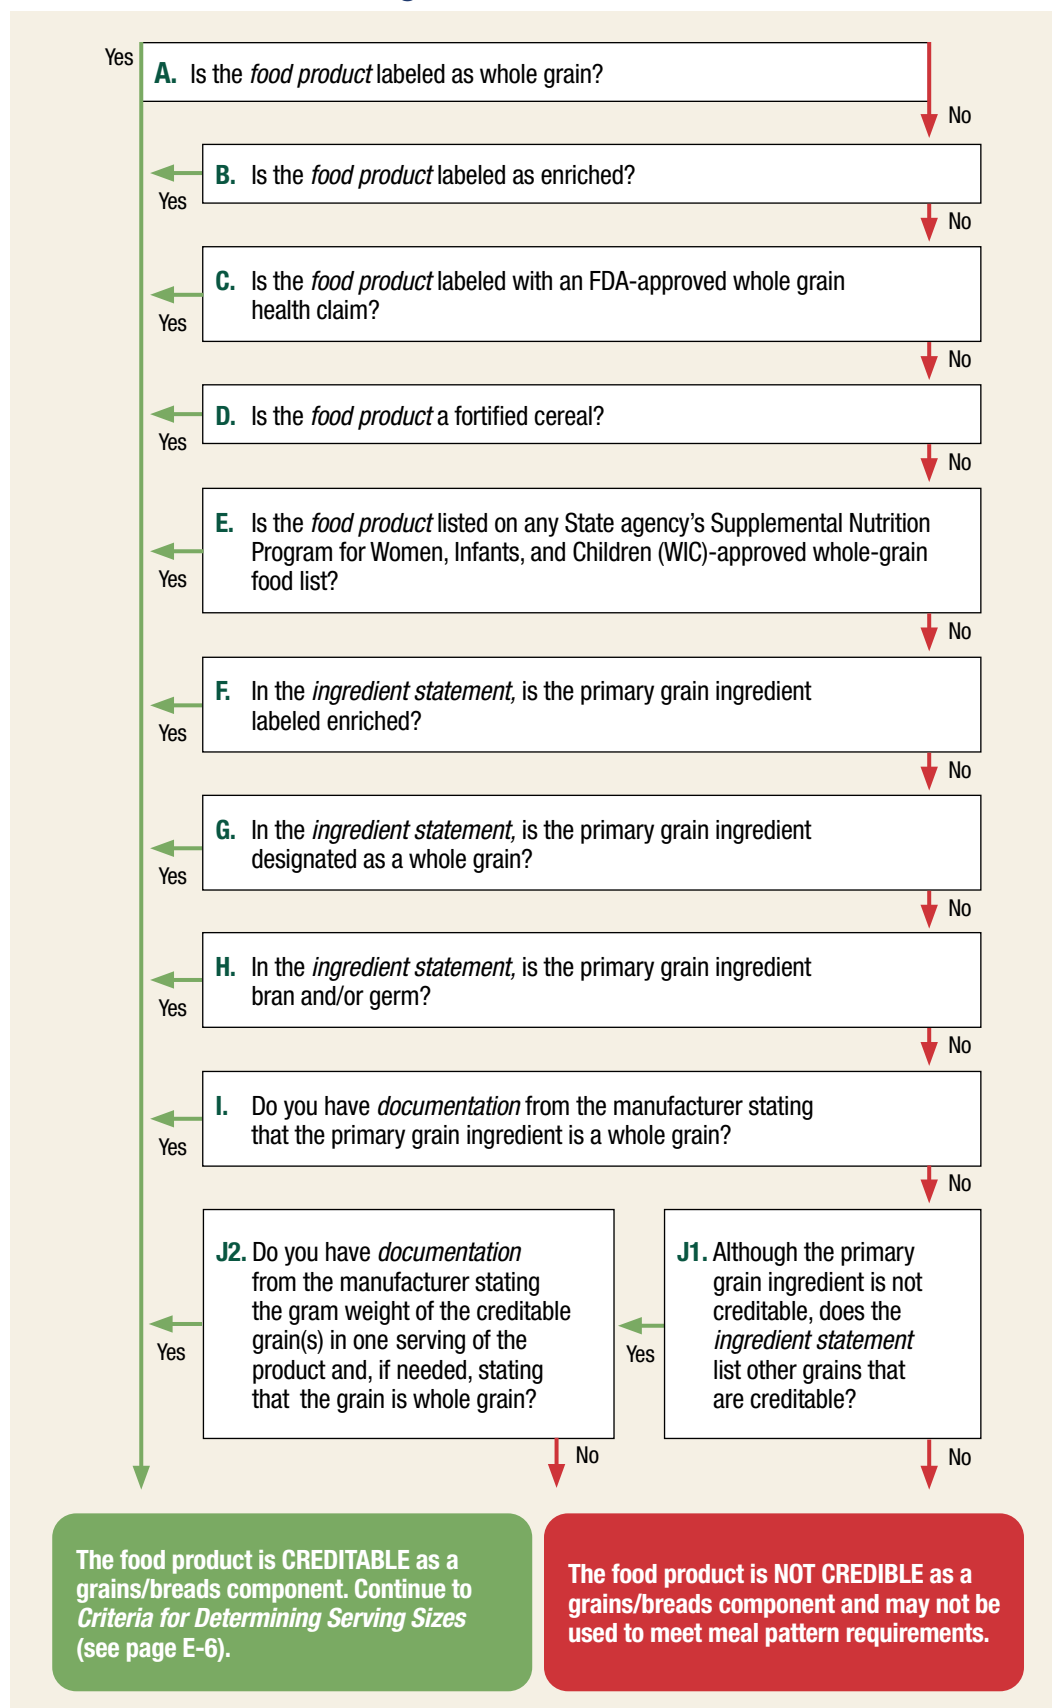 Yes
A. Is the food product labeled as whole grain?
No
B. Is the food product labeled as enriched?
Yes
No
C. Is the food product labeled with an FDA-approved whole grain
health claim?
Yes
No
D. Is the food product a fortified cereal?
Yes
No
E. Is the food product listed on any State agency's Supplemental Nutrition
Program for Women, Infants, and Children (WIC)-approved whole-grain
food list?
Yes
No
F. In the ingredient statement, is the primary grain ingredient
labeled enriched?
Yes
No
G. In the ingredient statement, is the primary grain ingredient
designated as a whole grain?
Yes
No
H. In the ingredient statement, is the primary grain ingredient
bran and/or germ?
Yes
No
I. Do you have documentation from the manufacturer stating
that the primary grain ingredient is a whole grain?
Yes
No
J2. Do you have documentation
from the manufacturer stating
the gram weight of the creditable
grain(s) in one serving of the
product and, if needed, stating
that the grain is whole grain?
Yes
No
J1. Although the primary
grain ingredient is not
creditable, does the
ingredient statement
list other grains that
are creditable?
Yes
No
The food product is CREDITABLE as a
grains/breads component. Continue to
Criteria for Determining Serving Sizes
(see page E-6).
The food product is NOT CREDIBLE as a
grains/breads component and may not be
used to meet meal pattern requirements.